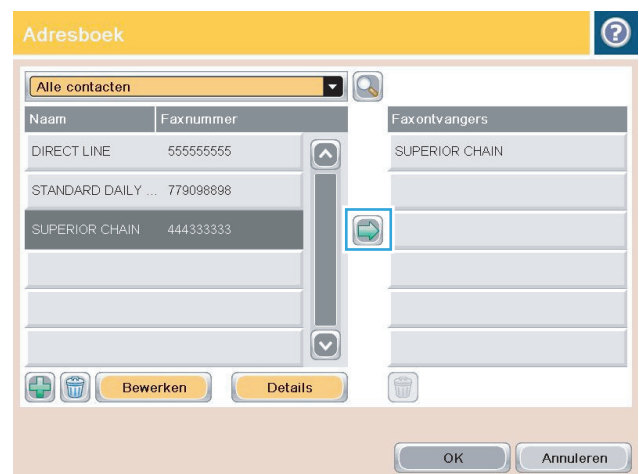 Adresboek
Alle contacten
Naam Faxnummer Faxontvangers
DIRECT LINE 555555555 SUPERIOR CHAIN
STANDARD DAILY ... 779098898
SUPERIOR CHAIN 444333333
Bewerken Details
OK Annuleren